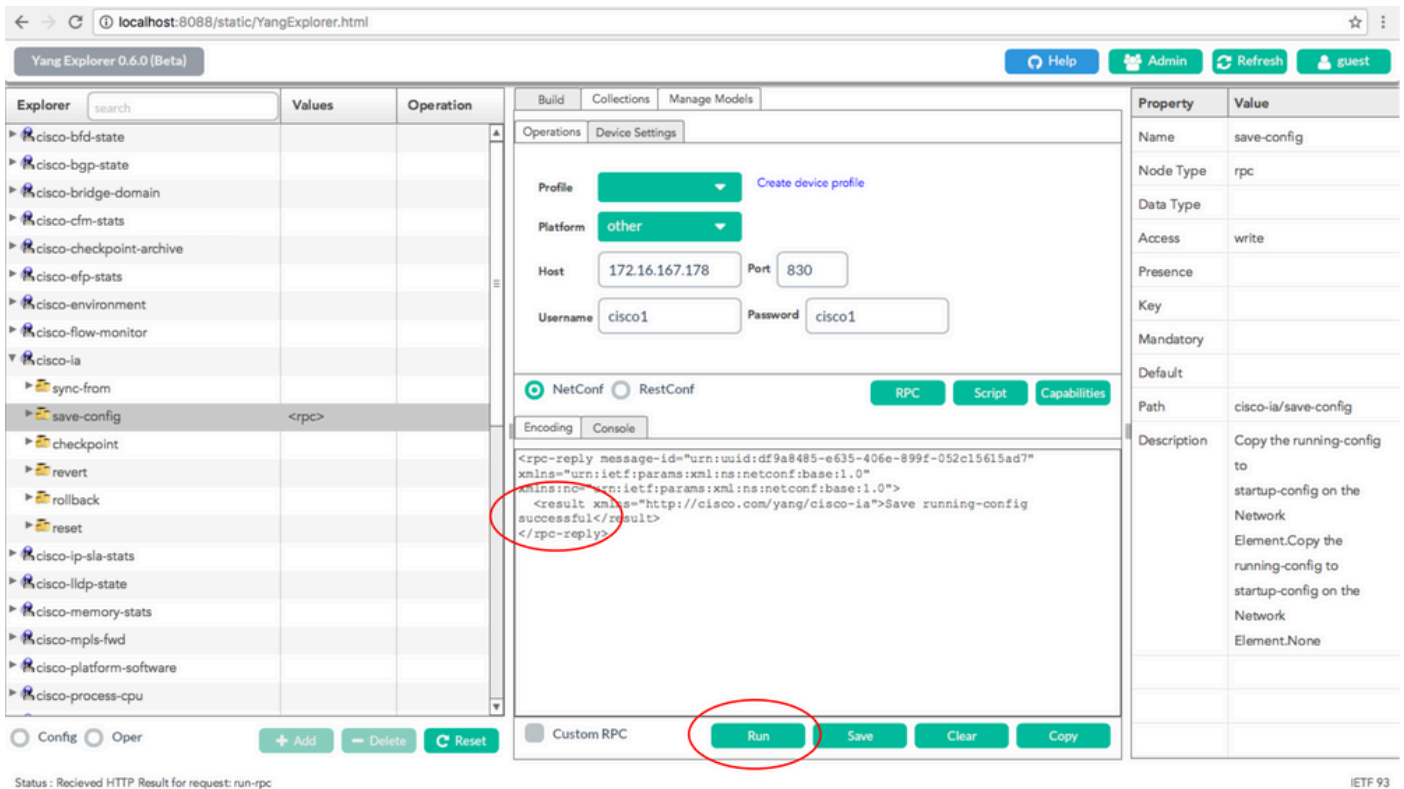 localhost:8088/static/YangExplorer.html
Yang Explorer 0.6.0 (Beta)
Help
Admin
Refresh
guest
Explorer
search
Values
Operation
cisco-bfd-state
cisco-bgp-state
cisco-bridge-domain
cisco-cfm-stats
cisco-checkpoint-archive
cisco-efp-stats
cisco-environment
cisco-flow-monitor
cisco-ia
sync-from
save-config <rpc>
checkpoint
revert
rollback
reset
cisco-ip-sla-stats
cisco-lldp-state
cisco-memory-stats
cisco-mpls-fwd
cisco-platform-software
cisco-process-cpu
Config
Oper
Add
Delete
Reset
Build
Collections
Manage Models
Operations
Device Settings
Profile
Create device profile
Platform other
Host 172.16.167.178 Port 830
Username cisco1 Password cisco1
NetConf
RestConf
RPC
Script
Capabilities
Encoding
Console
<rpc-reply message-id="urn:uuid:df9a8485-e635-406e-899f-052c15615ad7"
xmlns="urn:ietf:params:xml:ns:netconf:base:1.0"
xmlns:nc="urn:ietf:params:xml:ns:netconf:base:1.0">
<result xmlns="http://cisco.com/yang/cisco-ia">Save running-config
successful</result>
</rpc-reply>
Custom RPC
Run
Save
Clear
Copy
Property Value
Name save-config
Node Type rpc
Data Type
Access write
Presence
Key
Mandatory
Default
Path cisco-ia/save-config
Description Copy the running-config
to
startup-config on the
Network
Element.Copy the
running-config to
startup-config on the
Network
Element.None
Status : Recieved HTTP Result for request: run-rpc
IETF 93